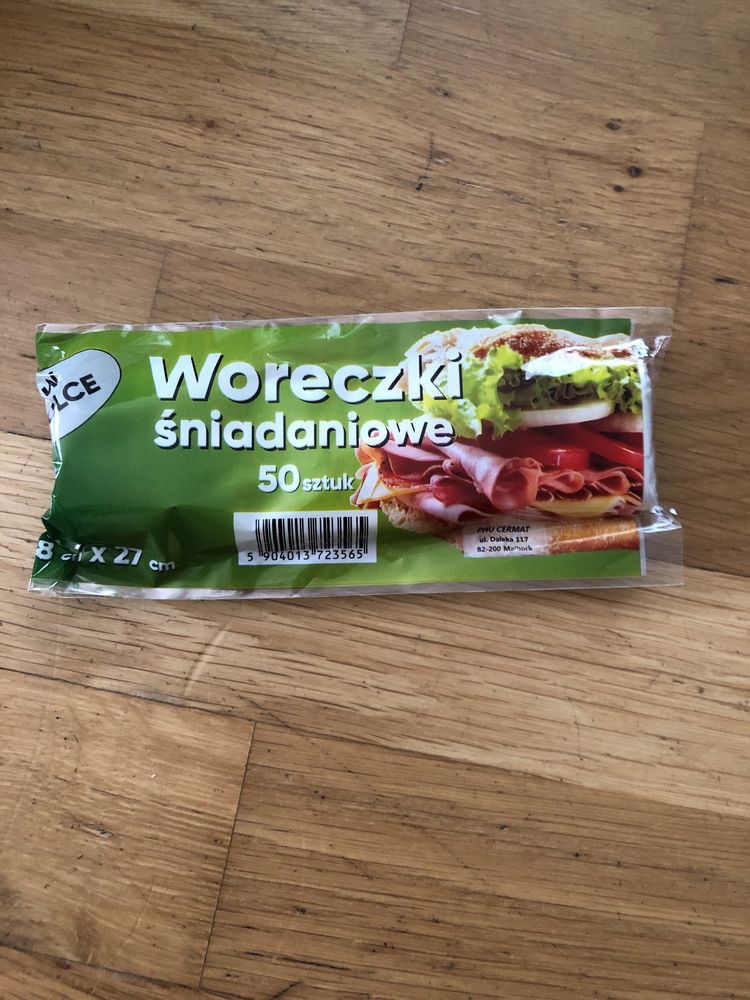 Woreczki
śniadaniowe
50 sztuk
5 904013 723565
x 27 cm
PHU CERMAT
ul. Daleka 117
82-200 Malbork